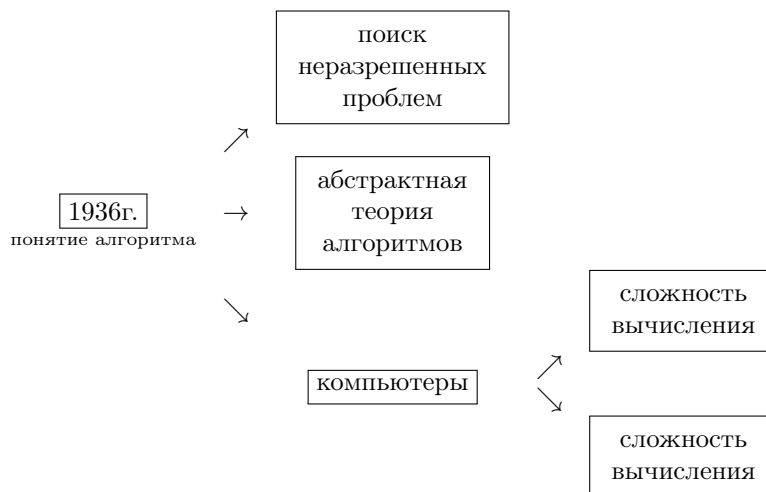 поиск
неразрешенных
проблем
абстрактная
теория
алгоритмов
1936г.
понятие алгоритма
сложность
вычисления
компьютеры
сложность
вычисления